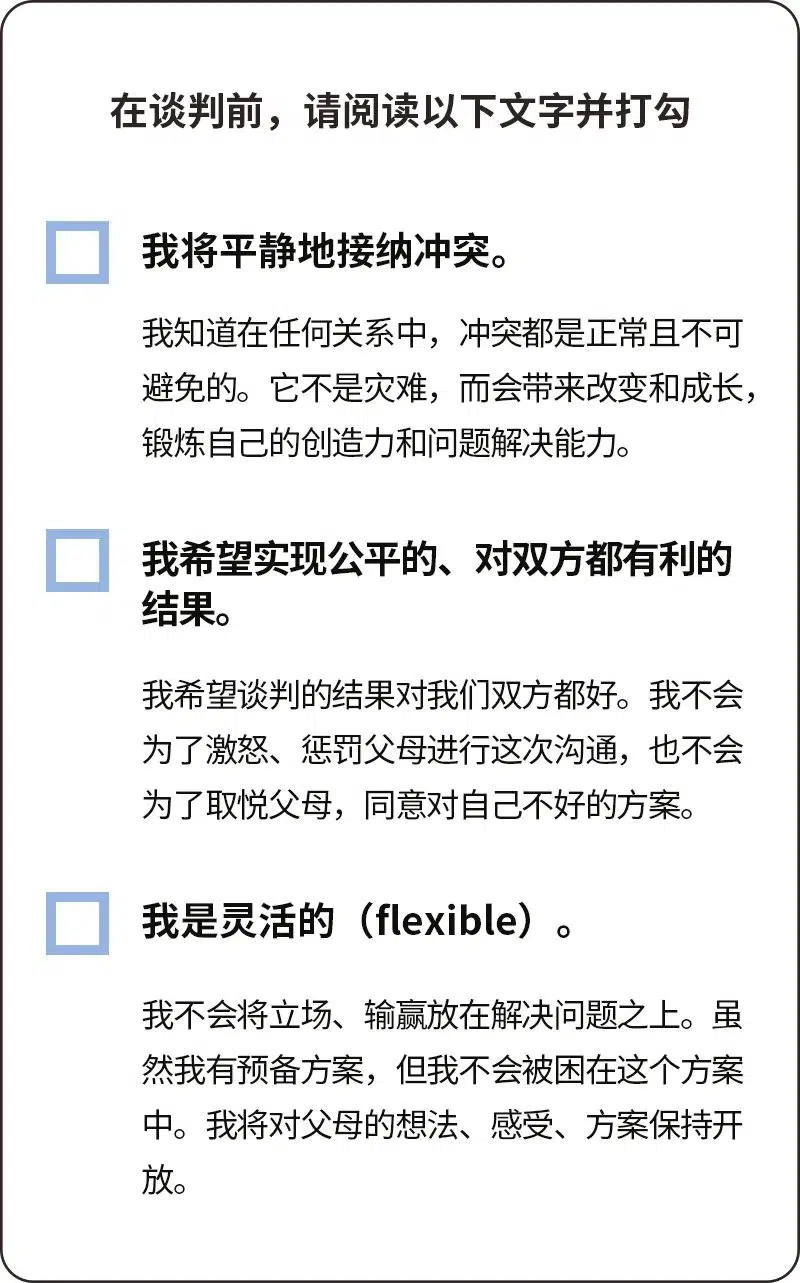 在谈判前，请阅读以下文字并打勾
我将平静地接纳冲突。
我知道在任何关系中，冲突都是正常且不可
避免的。它不是灾难，而会带来改变和成长，
锻炼自己的创造力和问题解决能力。
我希望实现公平的、对双方都有利的
结果。
我希望谈判的结果对我们双方都好。我不会
为了激怒、惩罚父母进行这次沟通，也不会
为了取悦父母，同意对自己不好的方案。
我是灵活的（flexible）。
我不会将立场、输赢放在解决问题之上。虽
然我有预备方案，但我不会被困在这个方案
中。我将对父母的想法、感受、方案保持开
放。